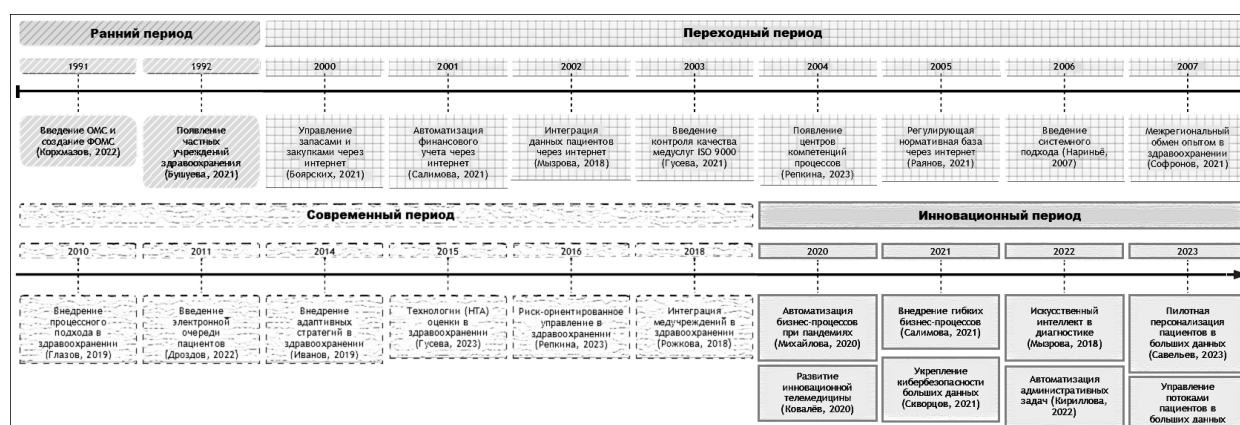 Ранний период
Переходный период
1991
1992
2000
2001
2002
2003
2004
2005
2006
2007
Введение ОМС и
создание ФОМС
(Корхмазов, 2022)
Появление
частных
учреждений
здравоохранения
(Бушуева, 2021)
Управление
запасами и
закупками через
интернет
(Боярских, 2021)
Автоматизация
финансового
учета через
интернет
(Салимова, 2021)
Интеграция
данных пациентов
через интернет
(Мызрова, 2018)
Введение
контроля качества
медуслуг ISO 9000
(Гусева, 2021)
Появление
центров
компетенций
процессов
(Репкина, 2023)
Регулирующая
нормативная база
через интернет
(Раянов, 2021)
Введение
системного
подхода (Нариньё,
2007)
Межрегиональный
обмен опытом в
здравоохранении
(Софронов, 2021)
Современный период
Инновационный период
2010
2011
2014
2015
2016
2018
2020
2021
2022
2023
Внедрение
процессного
подхода в
здравоохранении
(Глазов, 2019)
Введение
электронной
очереди
пациентов
(Дроздов, 2022)
Внедрение
адаптивных
стратегий в
здравоохранении
(Иванов, 2019)
Технологии (HTA)
оценки в
здравоохранении
(Гусева, 2023)
Риск-ориентированное
управление в
здравоохранении
(Репкина, 2023)
Интеграция
медучреждений в
здравоохранении
(Рожкова, 2018)
Автоматизация
бизнес-процессов
при пандемиях
(Михайлова, 2020)
Внедрение гибких
бизнес-процессов
(Салимова, 2021)
Искусственный
интеллект в
диагностике
(Мызрова, 2018)
Пилотная
персонализация
пациентов в
больших данных
(Савельев, 2023)
Развитие
инновационной
телемедицины
(Ковалёв, 2020)
Укрепление
кибербезопасности
больших данных
(Скворцов, 2021)
Автоматизация
административных
задач (Кириллова,
2022)
Управление
потоками
пациентов в
больших данных